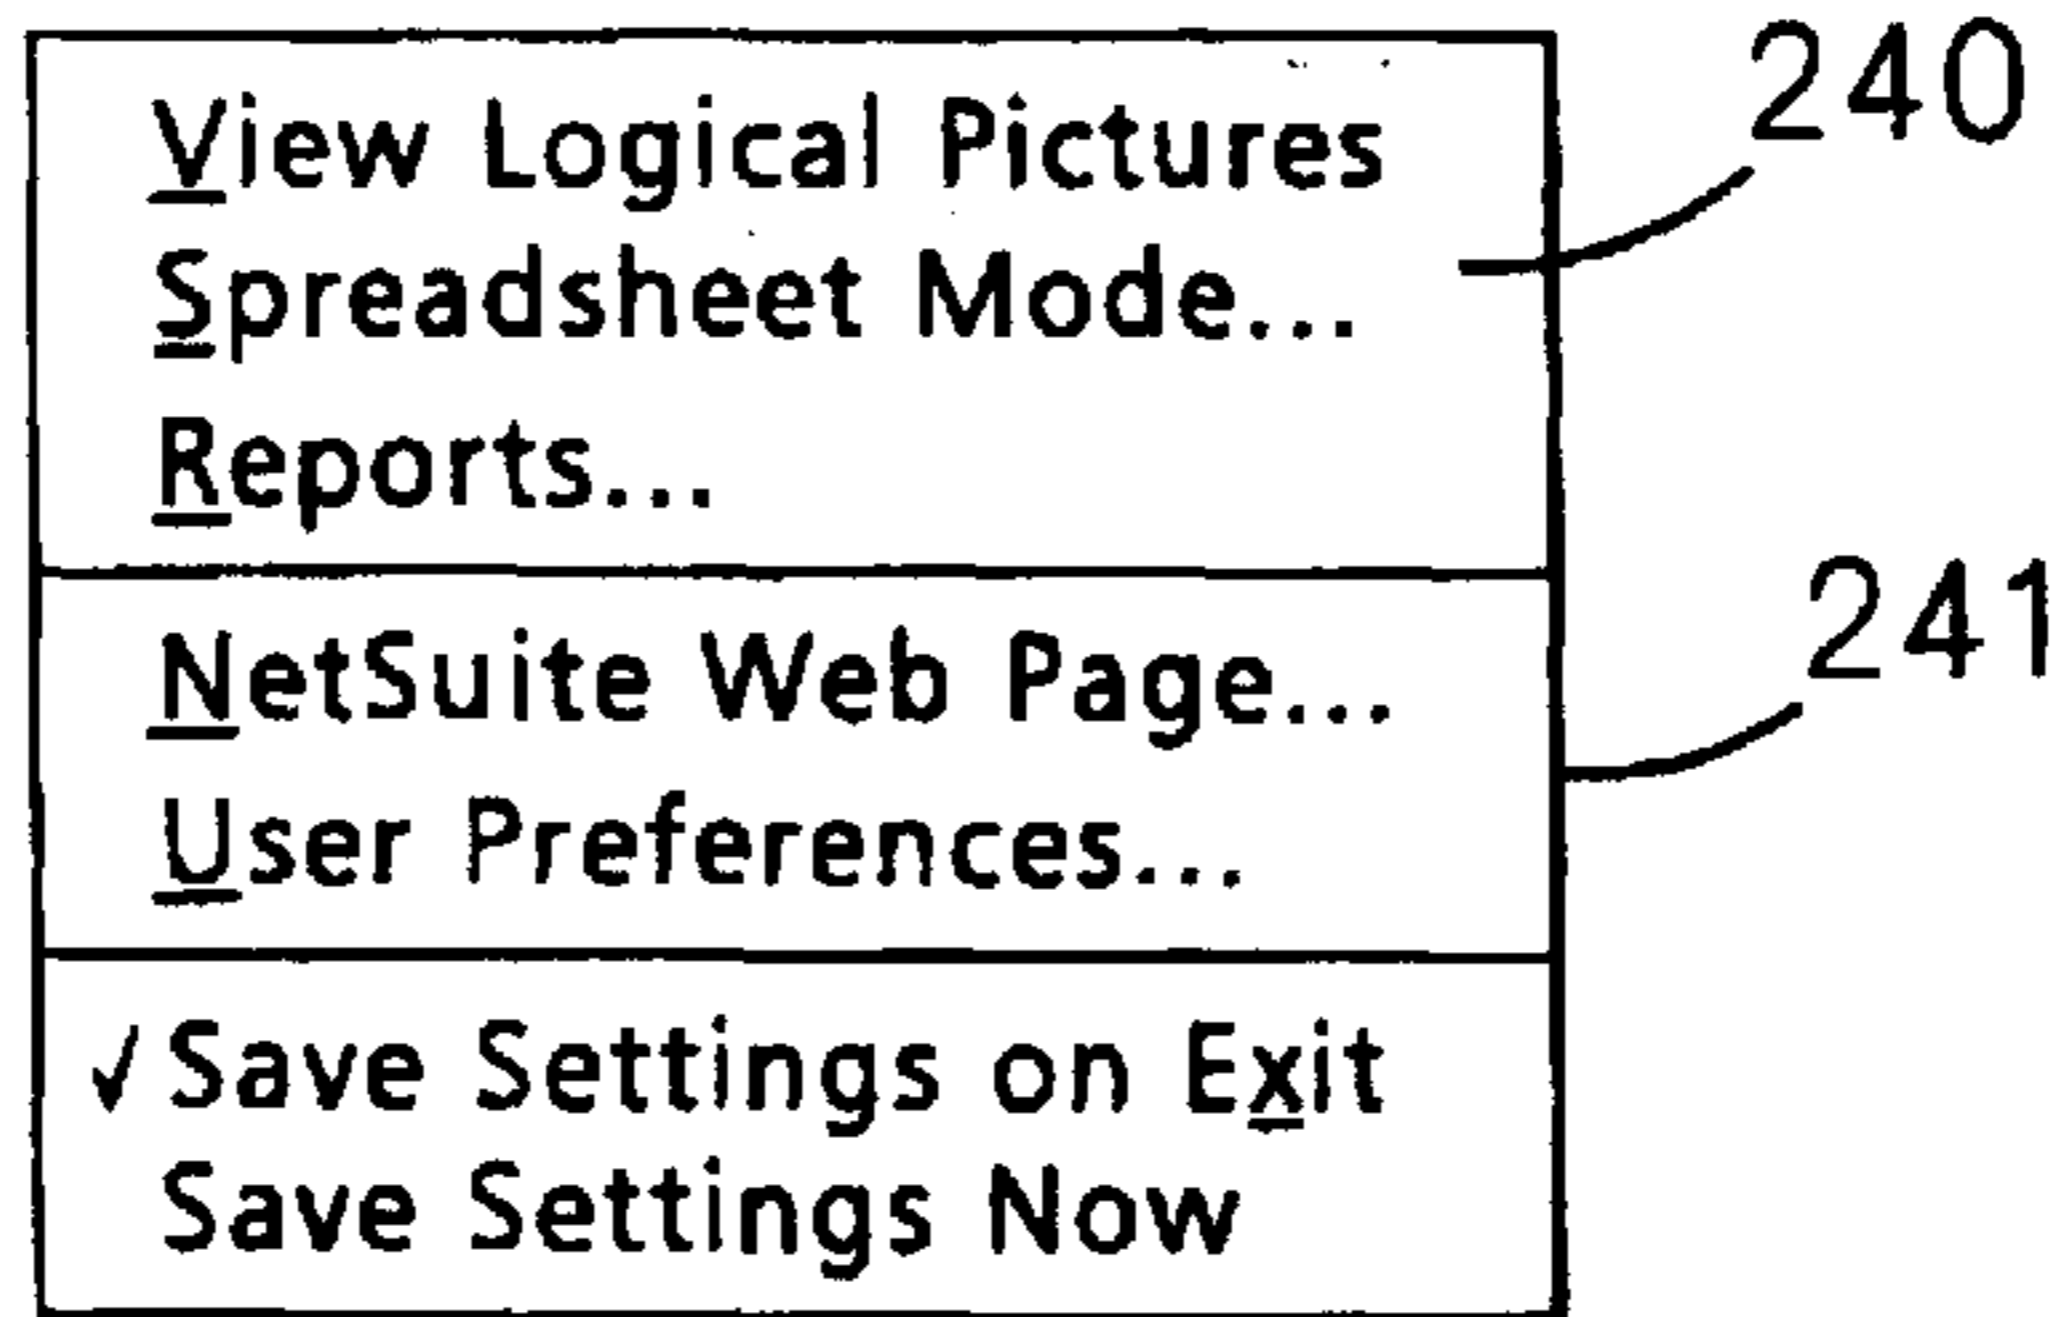 View Logical Pictures
240
Spreadsheet Mode...
Reports...
NetSuite Web Page...
241
User Preferences...
✓Save Settings on Exit
Save Settings Now